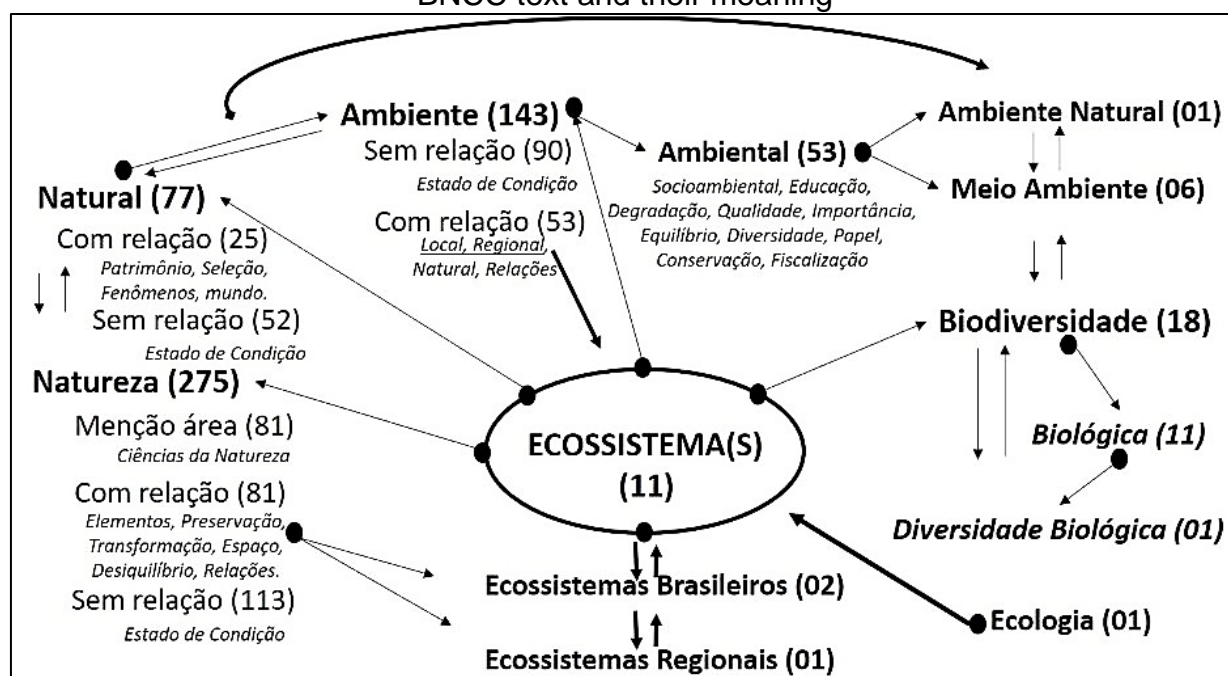 BNCC text and their meaning
Ambiente (143)
Sem relação (90)
Estado de Condição
Com relação (53)
Local, Regional,
Natural, Relações
Natural (77)
Com relação (25)
Patrimônio, Seleção,
Fenômenos, mundo.
Sem relação (52)
Estado de Condição
Natureza (275)
Menção área (81)
Ciências da Natureza
Com relação (81)
Elementos, Preservação,
Transformação, Espaço,
Desiquilíbrio, Relações.
Sem relação (113)
Estado de Condição
Ambiental (53)
Socioambiental, Educação,
Degradação, Qualidade, Importância,
Equilíbrio, Diversidade, Papel,
Conservação, Fiscalização
Ambiente Natural (01)
Meio Ambiente (06)
Biodiversidade (18)
Biológica (11)
Diversidade Biológica (01)
ECOSSISTEMA(S)
(11)
Ecossistemas Brasileiros (02)
Ecossistemas Regionais (01)
Ecologia (01)